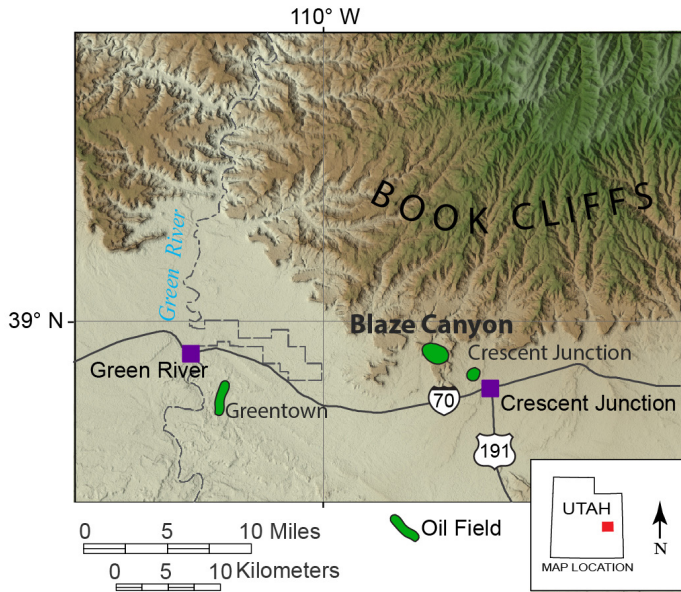 110° W
BOOK CLIFFS
Green River
39° N
Blaze Canyon
Crescent Junction
Green River
Greentown
70
Crescent Junction
191
UTAH
MAP LOCATION
N
0 5 10 Miles
0 5 10 Kilometers
Oil Field